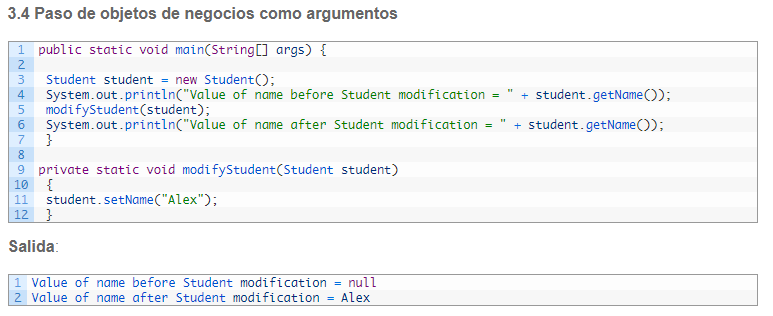 3.4 Paso de objetos de negocios como argumentos
1 public static void main(String[] args) {
2
3 Student student = new Student();
4 System.out.println("Value of name before Student modification = " + student.getName());
5 modifyStudent(student);
6 System.out.println("Value of name after Student modification = " + student.getName());
7 }
8
9 private static void modifyStudent(Student student)
10 {
11 student.setName("Alex");
12 }
Salida:
1 Value of name before Student modification = null
2 Value of name after Student modification = Alex